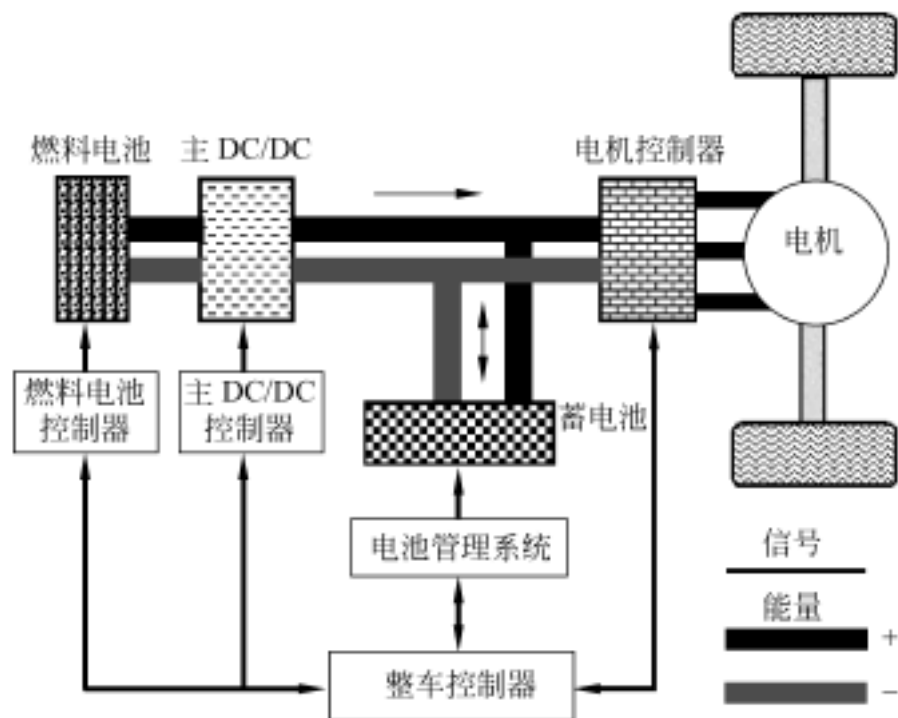 燃料电池
主 DC/DC
电机控制器
电机
燃料电池
控制器
主 DC/DC
控制器
蓄电池
电池管理系统
整车控制器
信号
能量
+
−